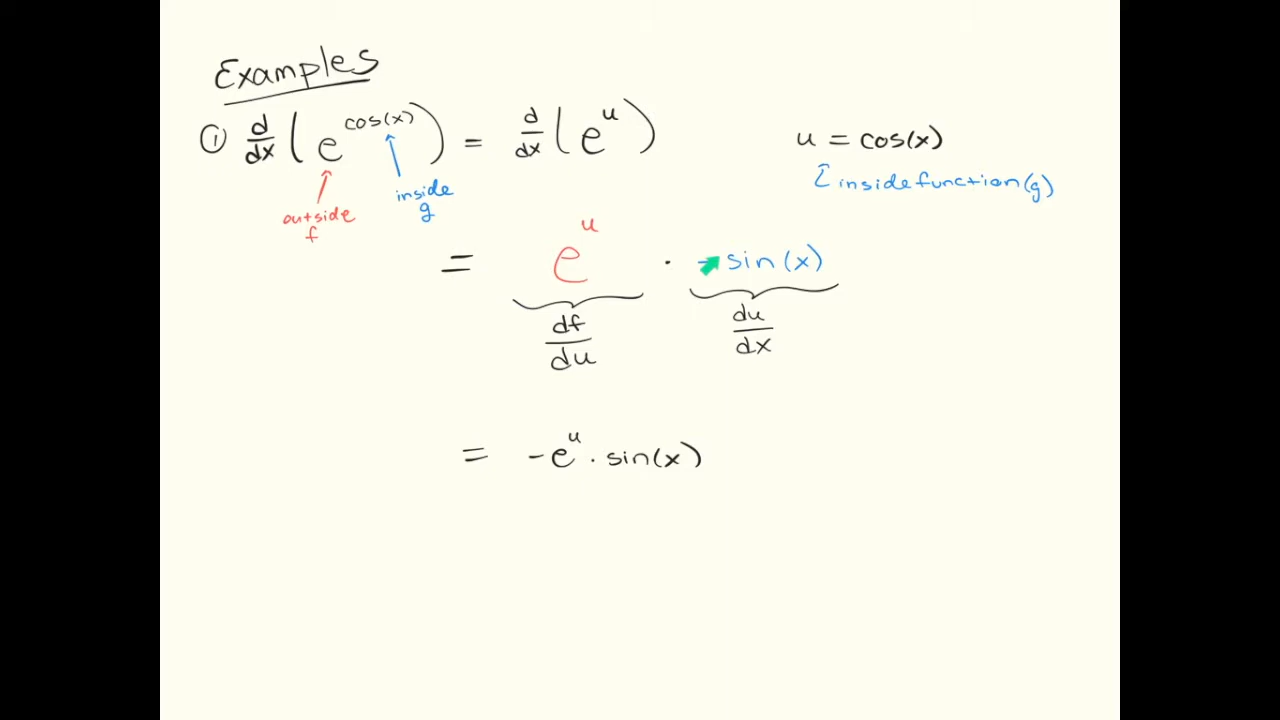 Examples
① d/dx ( e^cos(x) ) = d/dx ( e^u )
u = cos(x)
inside function (g)
outside
f
inside
g
= e^u · -sin(x)
df/du
du/dx
= -e^u · sin(x)